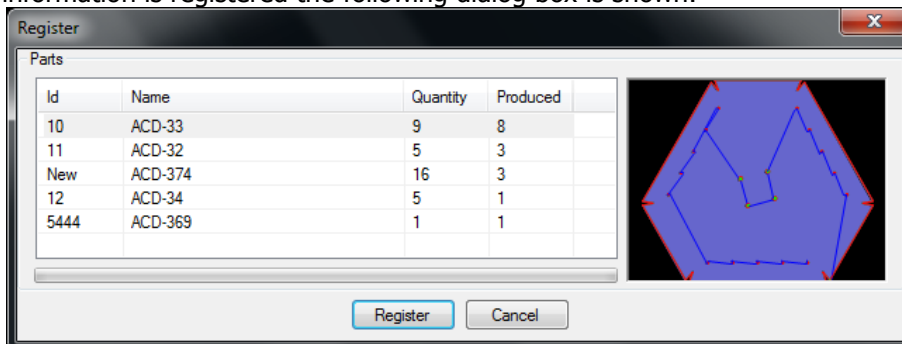 information is registered the following dialog box is shown.
Register
Parts
Id Name Quantity Produced
10 ACD-33 9 8
11 ACD-32 5 3
New ACD-374 16 3
12 ACD-34 5 1
5444 ACD-369 1 1
Register Cancel